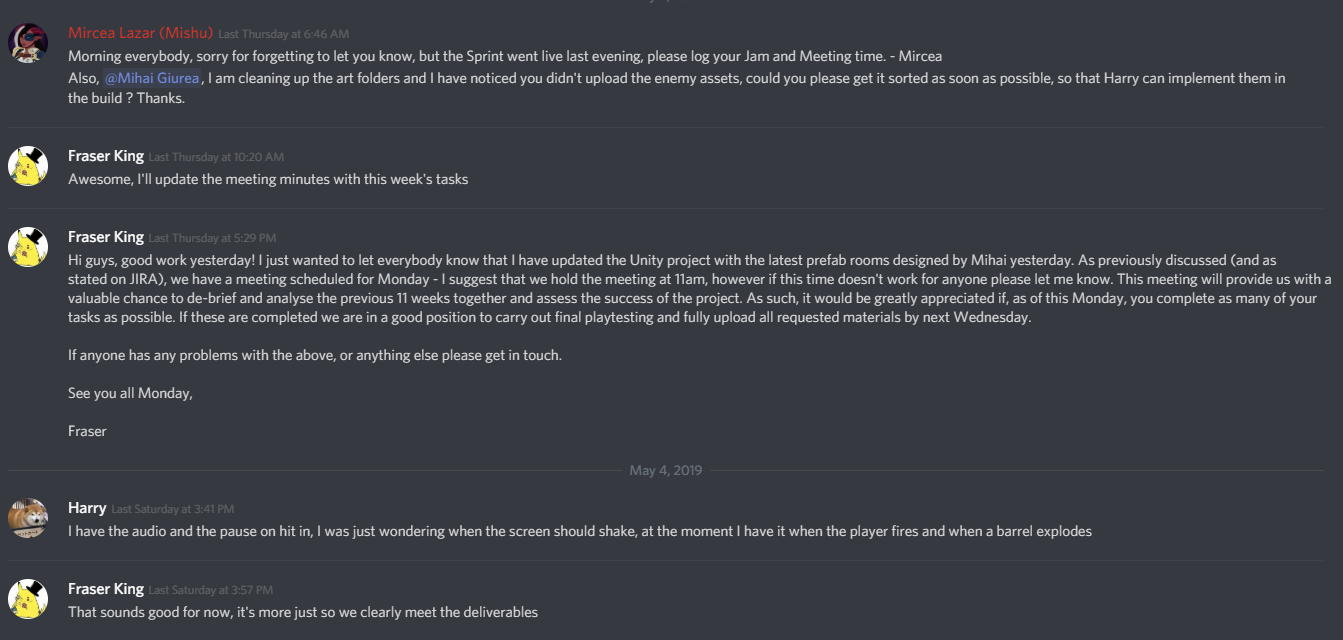 Mircea Lazar (Mishu) Last Thursday at 6:46 AM
Morning everybody, sorry for forgetting to let you know, but the Sprint went live last evening, please log your Jam and Meeting time. - Mircea
Also, @Mihai Giurea, I am cleaning up the art folders and I have noticed you didn't upload the enemy assets, could you please get it sorted as soon as possible, so that Harry can implement them in
the build ? Thanks.
Fraser King Last Thursday at 10:20 AM
Awesome, I'll update the meeting minutes with this week's tasks
Fraser King Last Thursday at 5:29 PM
Hi guys, good work yesterday! I just wanted to let everybody know that I have updated the Unity project with the latest prefab rooms designed by Mihai yesterday. As previously discussed (and as
stated on JIRA), we have a meeting scheduled for Monday - I suggest that we hold the meeting at 11am, however if this time doesn't work for anyone please let me know. This meeting will provide us with a
valuable chance to de-brief and analyse the previous 11 weeks together and assess the success of the project. As such, it would be greatly appreciated if, as of this Monday, you complete as many of your
tasks as possible. If these are completed we are in a good position to carry out final playtesting and fully upload all requested materials by next Wednesday.
If anyone has any problems with the above, or anything else please get in touch.
See you all Monday,
Fraser
May 4, 2019
Harry Last Saturday at 3:41 PM
I have the audio and the pause on hit in, I was just wondering when the screen should shake, at the moment I have it when the player fires and when a barrel explodes
Fraser King Last Saturday at 3:57 PM
That sounds good for now, it's more just so we clearly meet the deliverables